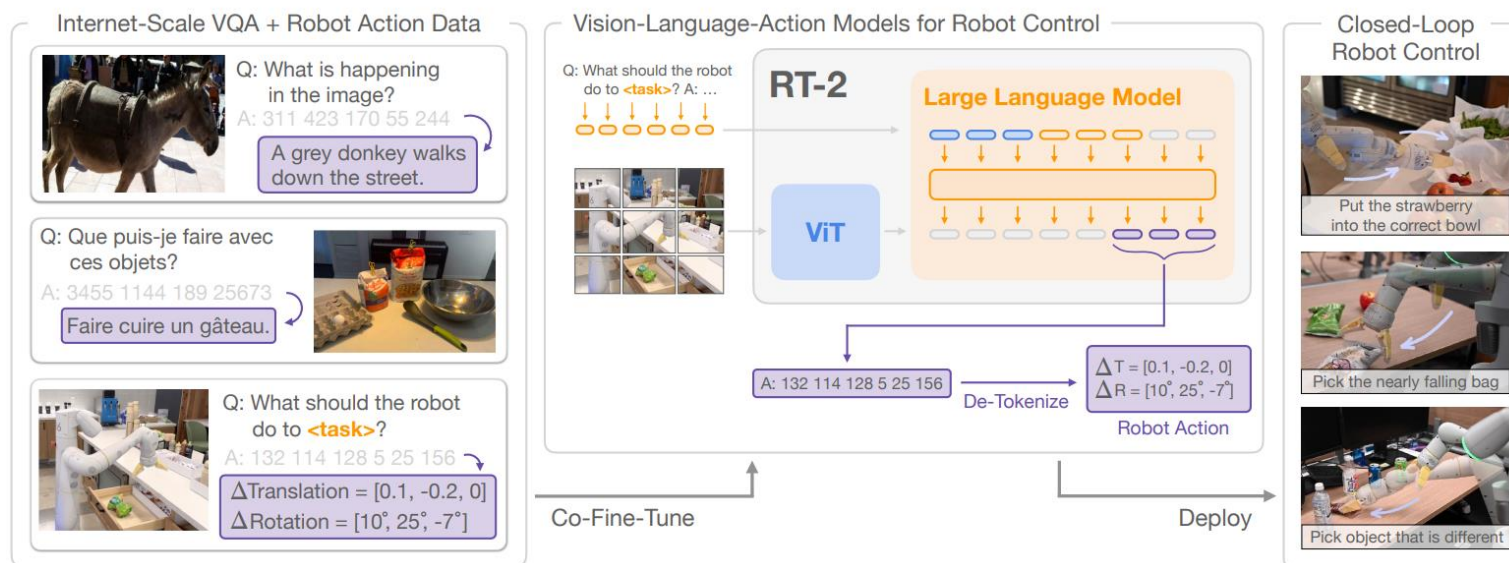 Internet-Scale VQA + Robot Action Data
Q: What is happening
in the image?
A: 311 423 170 55 244
A grey donkey walks
down the street.
Q: Que puis-je faire avec
ces objets?
A: 3455 1144 189 25673
Faire cuire un gâteau.
Q: What should the robot
do to <task>?
A: 132 114 128 5 25 156
ΔTranslation = [0.1, -0.2, 0]
ΔRotation = [10°, 25°, -7°]
Co-Fine-Tune
Vision-Language-Action Models for Robot Control
Q: What should the robot
do to <task>? A: …
RT-2
Large Language Model
ViT
A: 132 114 128 5 25 156
De-Tokenize
ΔT = [0.1, -0.2, 0]
ΔR = [10°, 25°, -7°]
Robot Action
Deploy
Closed-Loop
Robot Control
Put the strawberry
into the correct bowl
Pick the nearly falling bag
Pick object that is different